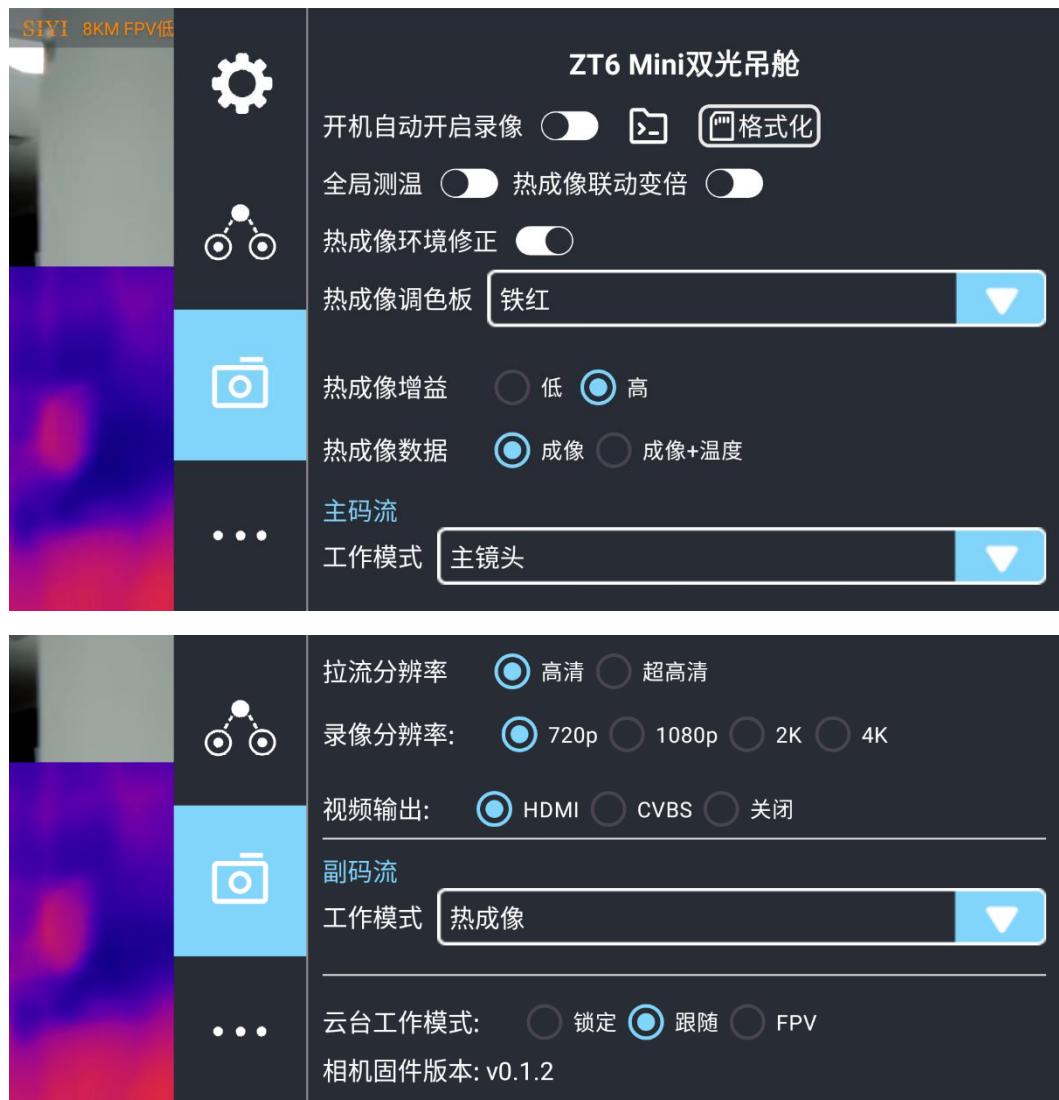 SIYI 8KM FPV低
ZT6 Mini双光吊舱
开机自动开启录像 格式化
全局测温 热成像联动变倍
热成像环境修正
热成像调色板 铁红
热成像增益 低 高
热成像数据 成像 成像+温度
主码流
工作模式 主镜头
拉流分辨率 高清 超高清
录像分辨率: 720p 1080p 2K 4K
视频输出: HDMI CVBS 关闭
副码流
工作模式 热成像
云台工作模式: 锁定 跟随 FPV
相机固件版本: v0.1.2